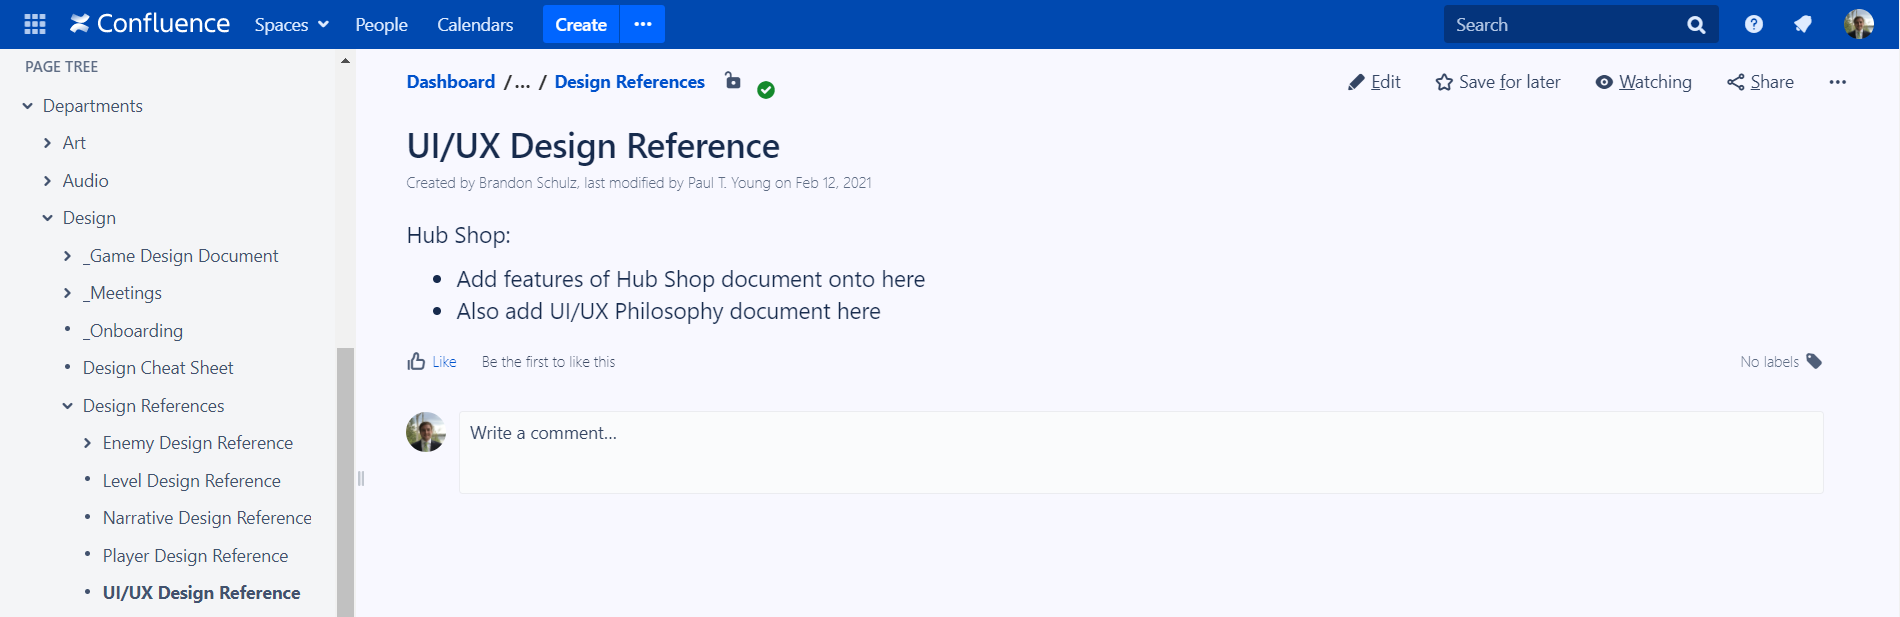 Confluence Spaces People Calendars Create ••• Search
PAGE TREE
Departments
Art
Audio
Design
_Game Design Document
_Meetings
_Onboarding
Design Cheat Sheet
Design References
Enemy Design Reference
Level Design Reference
Narrative Design Reference
Player Design Reference
UI/UX Design Reference
Dashboard /... / Design References
Edit Save for later Watching Share •••
UI/UX Design Reference
Created by Brandon Schulz, last modified by Paul T. Young on Feb 12, 2021
Hub Shop:
• Add features of Hub Shop document onto here
• Also add UI/UX Philosophy document here
Like Be the first to like this
No labels
Write a comment...